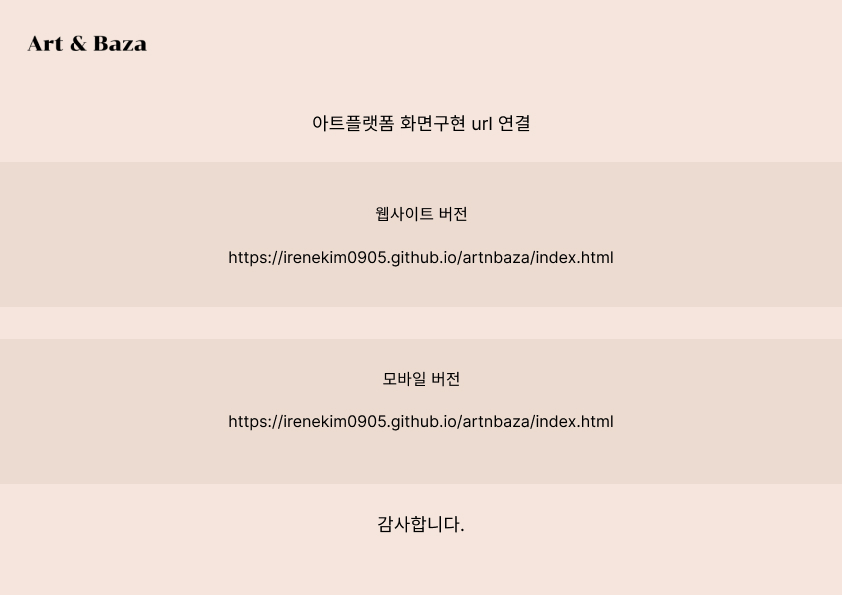 Art & Baza
아트플랫폼 화면구현 url 연결
웹사이트 버전
https://irenekim0905.github.io/artnbaza/index.html
모바일 버전
https://irenekim0905.github.io/artnbaza/index.html
감사합니다.